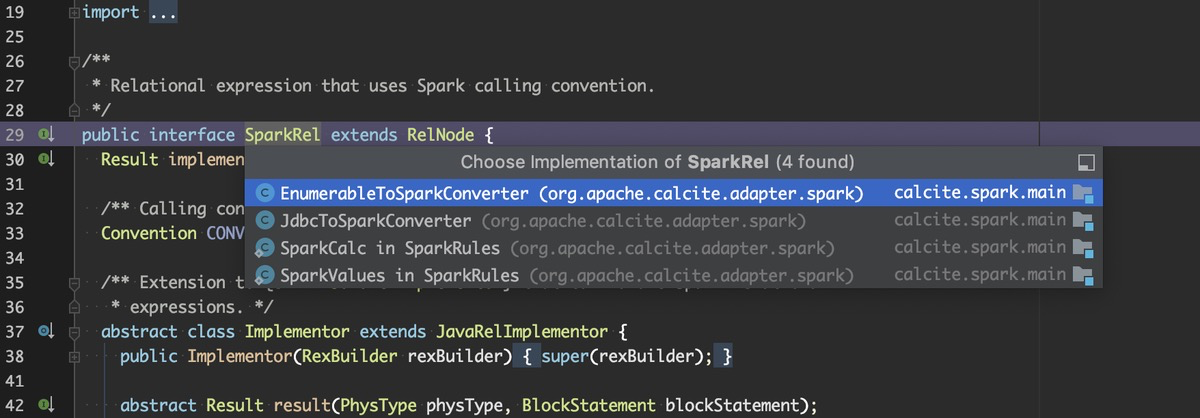 19 import ...
25
26 /**
27 * Relational expression that uses Spark calling convention.
28 */
29 public interface SparkRel extends RelNode {
30 Result implemen
Choose Implementation of SparkRel (4 found)
31 EnumerableToSparkConverter (org.apache.calcite.adapter.spark) calcite.spark.main
32 /** Calling con JdbcToSparkConverter (org.apache.calcite.adapter.spark) calcite.spark.main
33 Convention CONV SparkCalc in SparkRules (org.apache.calcite.adapter.spark) calcite.spark.main
34 SparkValues in SparkRules (org.apache.calcite.adapter.spark) calcite.spark.main
35 /** Extension t
36 * expressions. */
37 abstract class Implementor extends JavaRelImplementor {
38 public Implementor(RexBuilder rexBuilder) { super(rexBuilder); }
41
42 abstract Result result(PhysType physType, BlockStatement blockStatement);